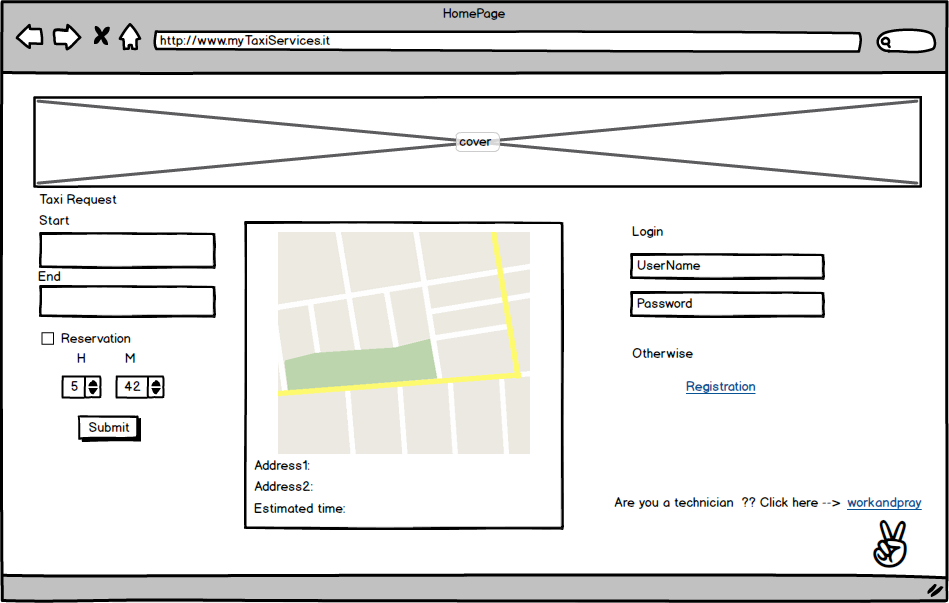 HomePage
http://www.myTaxiServices.it
cover
Taxi Request
Start
End
Reservation
H M
5 42
Submit
Address1:
Address2:
Estimated time:
Login
UserName
Password
Otherwise
Registration
Are you a technician ?? Click here --> workandpray